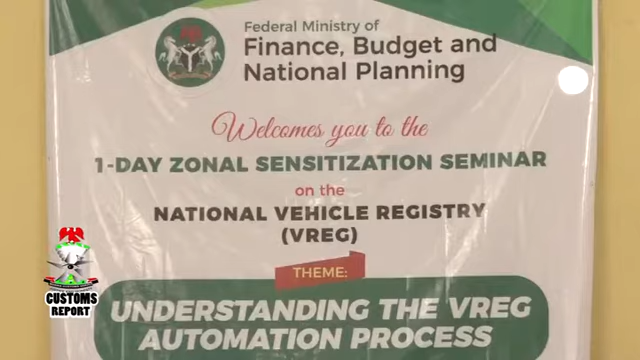 Federal Ministry of
Finance, Budget and
National Planning
Welcomes you to the
1-DAY ZONAL SENSITIZATION SEMINAR
on the
NATIONAL VEHICLE REGISTRY
(VREG)
THEME:
UNDERSTANDING THE VREG
AUTOMATION PROCESS
CUSTOMS
REPORT